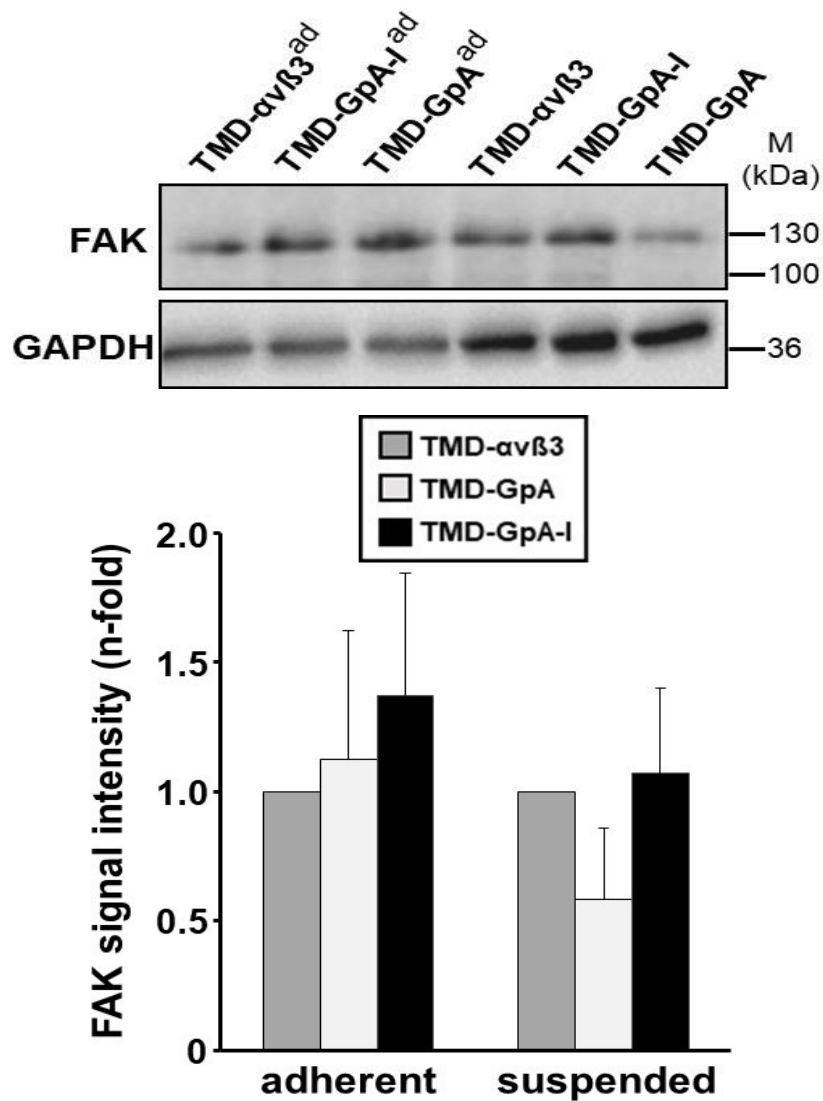 TMD-αvß3ad TMD-GpA-Iad TMD-GpAad TMD-αvß3 TMD-GpA-I TMD-GpA
M
(kDa)
FAK
130
100
GAPDH
36
TMD-αvß3
TMD-GpA
TMD-GpA-I
FAK signal intensity (n-fold)
2.0
1.5
1.0
0.5
0
adherent suspended